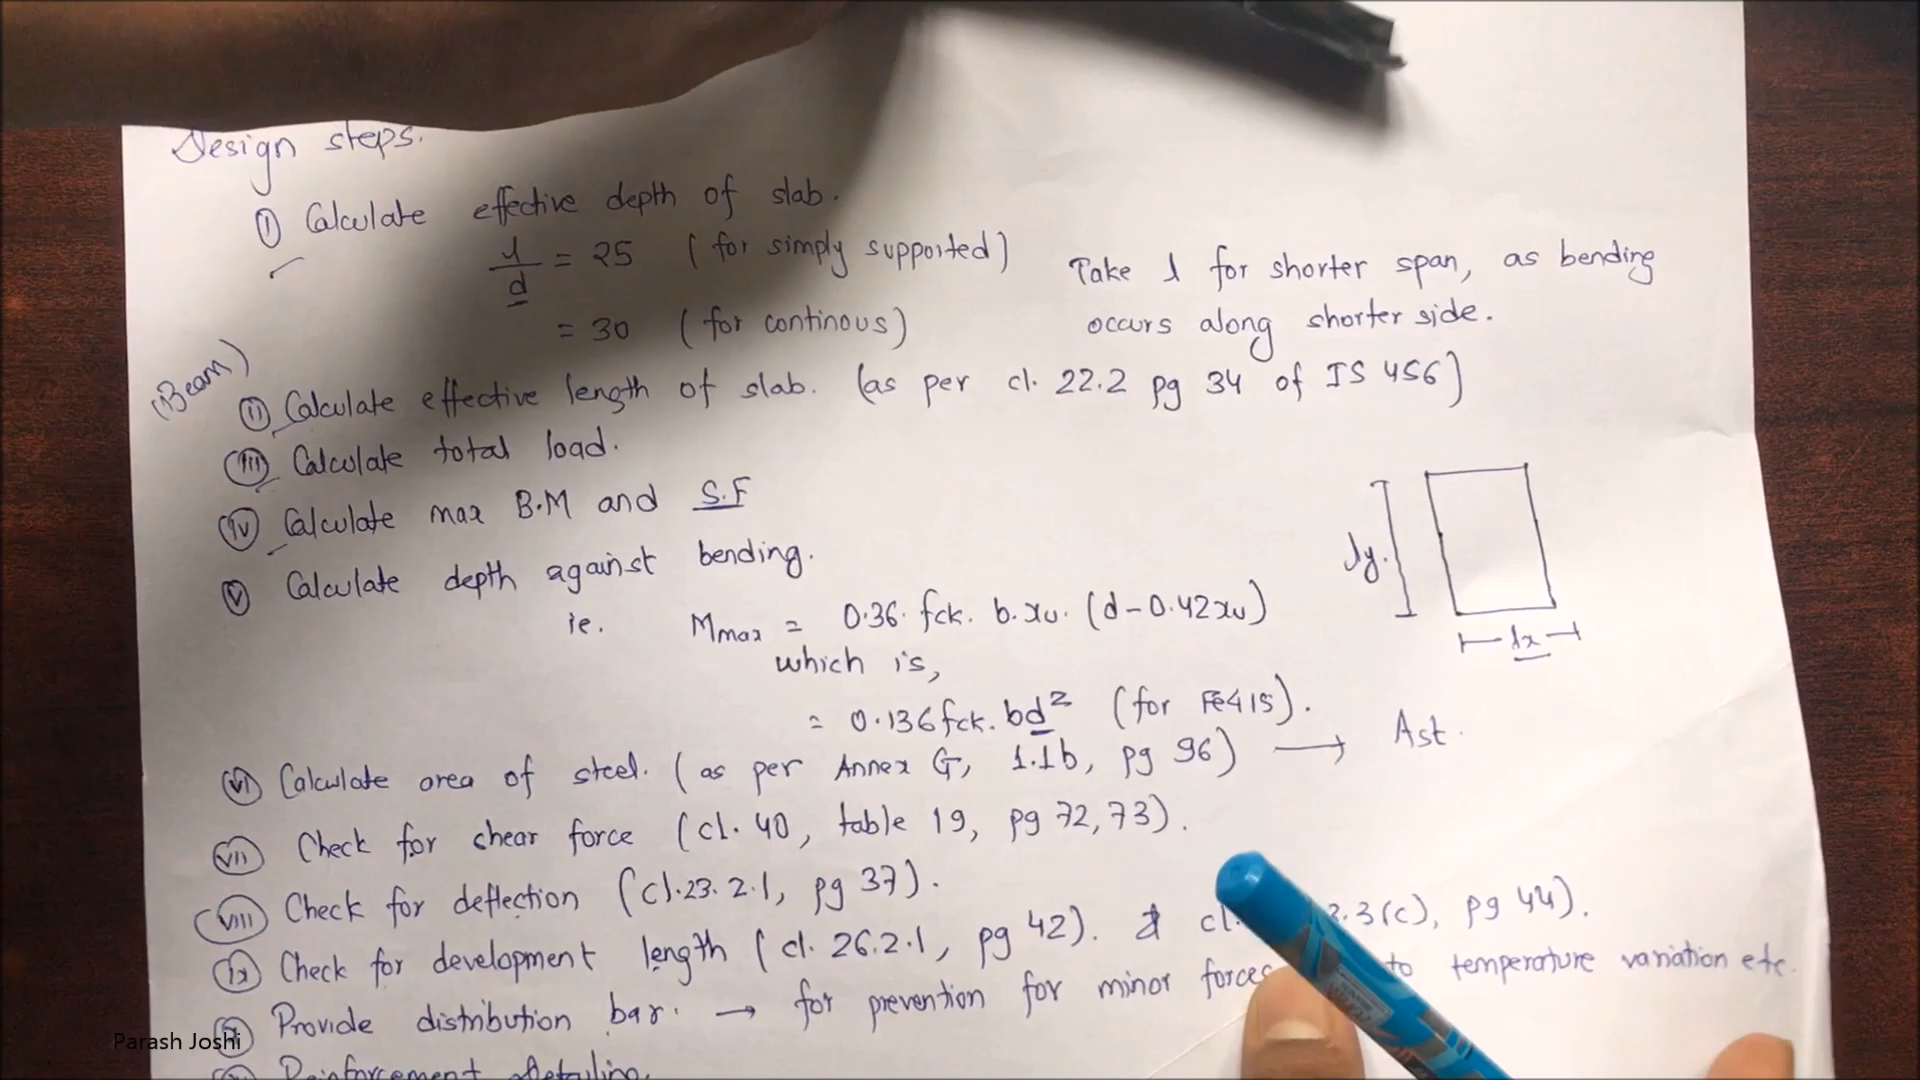 Design steps.
(i) Calculate effective depth of slab.
l/d = 25 (for simply supported)
= 30 (for continous)
Take l for shorter span, as bending
occurs along shorter side.
(Beam)
(ii) Calculate effective length of slab. (as per cl. 22.2 pg 34 of IS 456)
(iii) Calculate total load.
(iv) Calculate max B.M and S.F
(v) Calculate depth against bending.
ie. Mmax = 0.36. fck. b. xu. (d-0.42xu)
which is,
= 0.136 fck. bd² (for Fe415).
ly.
lx
(vi) Calculate area of steel. (as per Annex G, 1.1b, pg 96) → Ast.
(vii) Check for shear force (cl. 40, table 19, pg 72,73).
(viii) Check for deflection (cl.23.2.1, pg 37).
(ix) Check for development length (cl. 26.2.1, pg 42). & cl. .3(c), pg 44).
(x) Provide distribution bar. → for prevention for minor forces to temperature variation etc.
Reinforcement detailing.
Parash Joshi